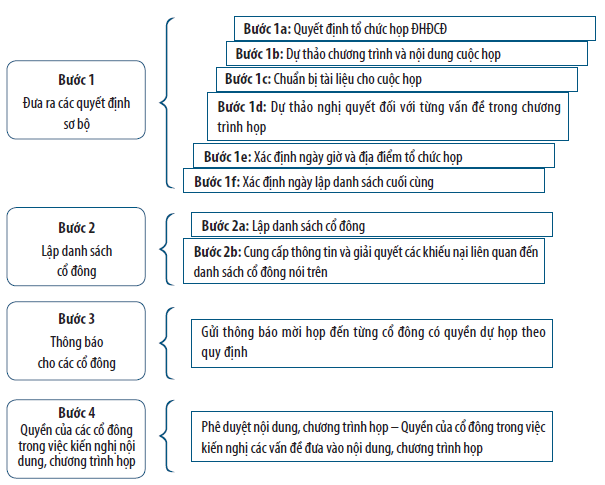 Bước 1
Đưa ra các quyết định
sơ bộ
Bước 1a: Quyết định tổ chức họp ĐHĐCĐ
Bước 1b: Dự thảo chương trình và nội dung cuộc họp
Bước 1c: Chuẩn bị tài liệu cho cuộc họp
Bước 1d: Dự thảo nghị quyết đối với từng vấn đề trong chương
trình họp
Bước 1e: Xác định ngày giờ và địa điểm tổ chức họp
Bước 1f: Xác định ngày lập danh sách cuối cùng
Bước 2
Lập danh sách
cổ đông
Bước 2a: Lập danh sách cổ đông
Bước 2b: Cung cấp thông tin và giải quyết các khiếu nại liên quan đến
danh sách cổ đông nói trên
Bước 3
Thông báo
cho các cổ đông
Gửi thông báo mời họp đến từng cổ đông có quyền dự họp theo
quy định
Bước 4
Quyền của các cổ đông
trong việc kiến nghị nội
dung, chương trình họp
Phê duyệt nội dung, chương trình họp – Quyền của cổ đông trong việc
kiến nghị các vấn đề đưa vào nội dung, chương trình họp